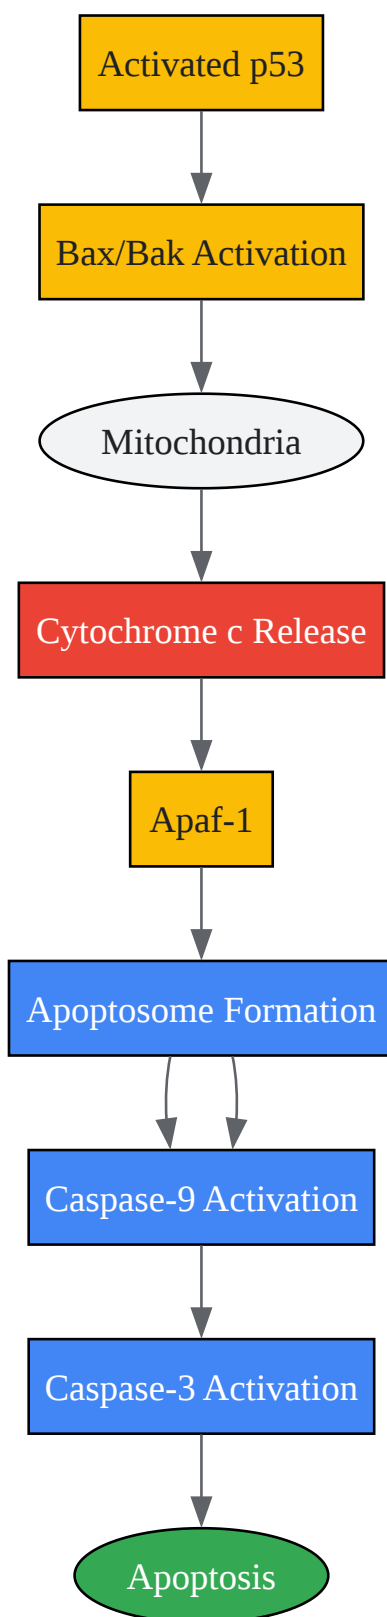 Activated p53
Bax/Bak Activation
Mitochondria
Cytochrome c Release
Apaf-1
Apoptosome Formation
Caspase-9 Activation
Caspase-3 Activation
Apoptosis